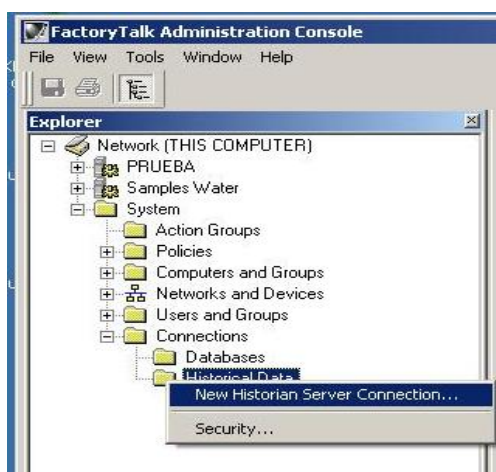 FactoryTalk Administration Console
File View Tools Window Help
Explorer
Network (THIS COMPUTER)
PRUEBA
Samples Water
System
Action Groups
Policies
Computers and Groups
Networks and Devices
Users and Groups
Connections
Databases
Historical Data
New Historian Server Connection...
Security...